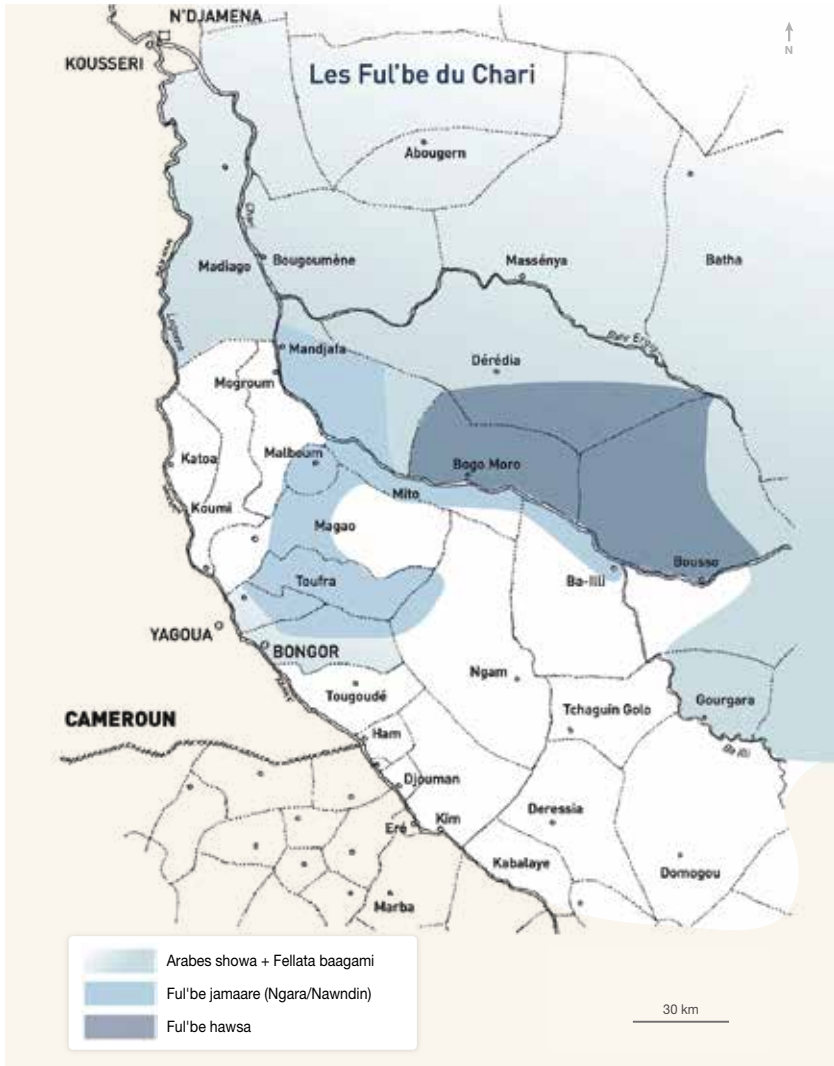 N'DJAMENA
N
KOUSSERI
Les Ful'be du Chari
Abougern
Chari
Madiago
Bougoumène
Massénya
Batha
Logone
Bahr Erguig
Mandjafa
Dérédia
Mogroum
Katoa
Malboum
Bogo Moro
Mito
Koumi
Magao
Bousso
Toufra
Ba-Illi
YAGOUA
BONGOR
Ngam
Tougoudé
Tchaguin Golo
Gourgara
CAMEROUN
Ham
Ba Illi
Djouman
Deressia
Eré
Kim
Kabalaye
Domogou
Marba
Arabes showa + Fellata baagami
Ful'be jamaare (Ngara/Nawndin)
Ful'be hawsa
30 km